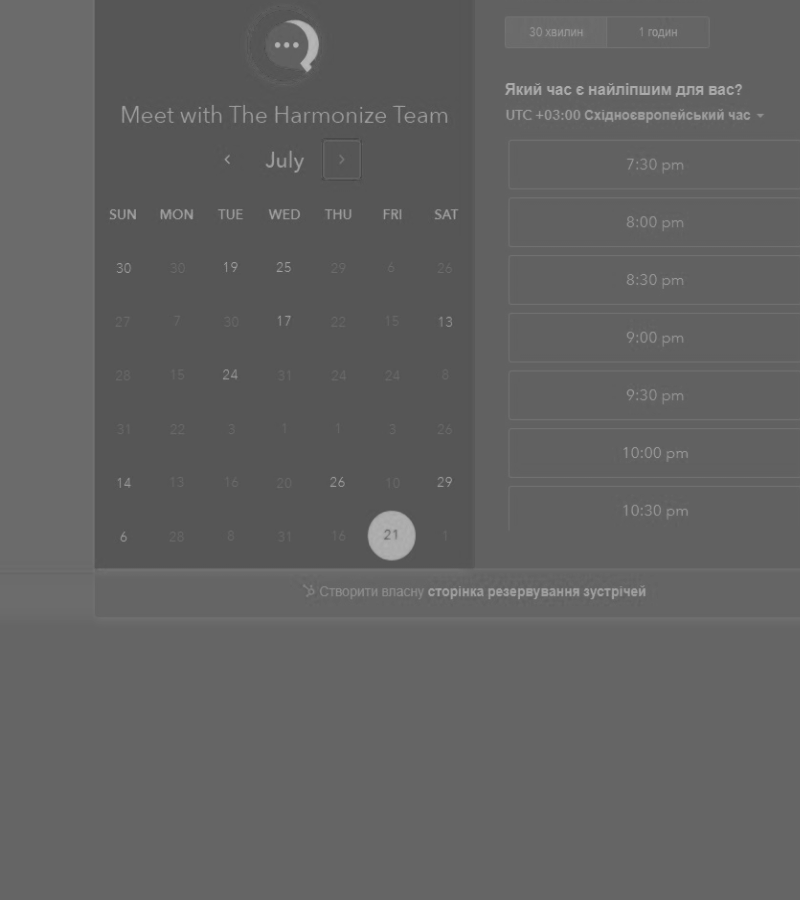 Meet with The Harmonize Team
July
SUN MON TUE WED THU FRI SAT
30 30 19 25 29 6 26
27 7 30 17 22 15 13
28 15 24 31 24 24 8
31 22 3 1 1 3 26
14 13 16 20 26 10 29
6 28 8 31 16 21 1
30 хвилин 1 годин
Який час є найліпшим для вас?
UTC +03:00 Східноєвропейський час
7:30 pm
8:00 pm
8:30 pm
9:00 pm
9:30 pm
10:00 pm
10:30 pm
Створити власну сторінка резервування зустрічей